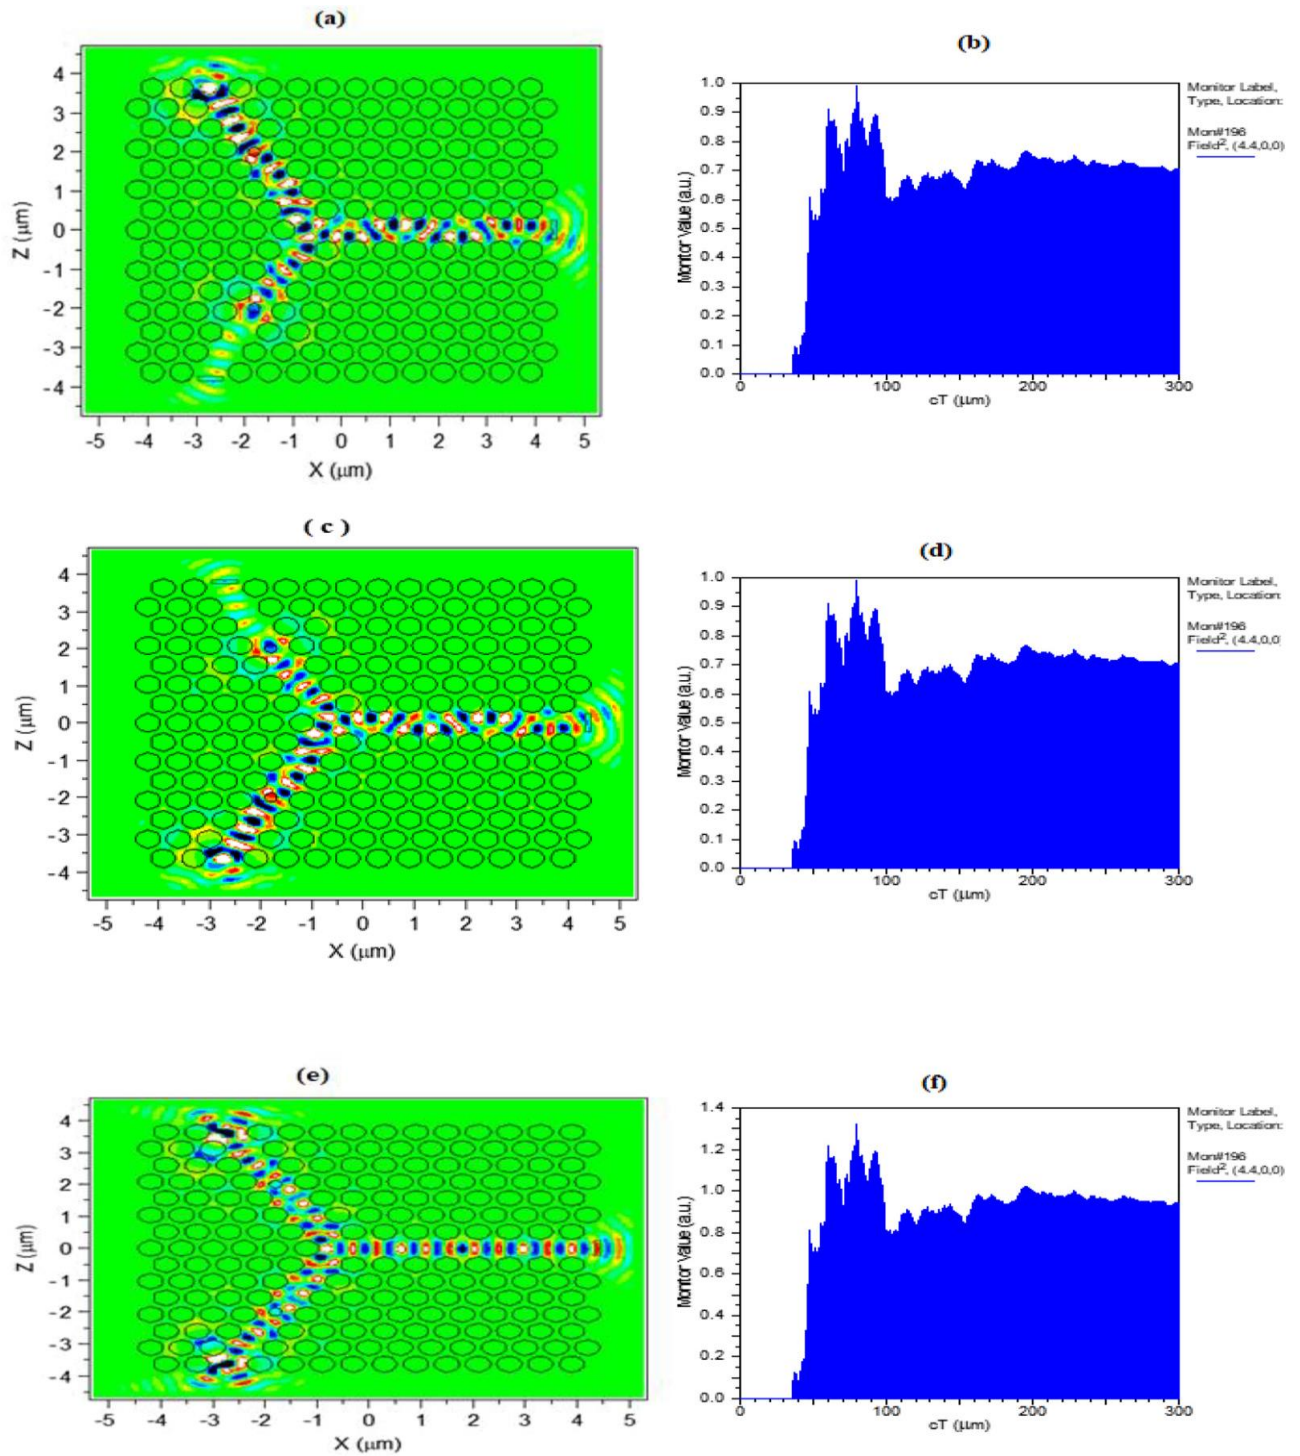 (a)
4
3
2
1
0
-1
-2
-3
-4
Z (μm)
-5 -4 -3 -2 -1 0 1 2 3 4 5
X (μm)
(b)
1.0
0.9
0.8
0.7
0.6
0.5
0.4
0.3
0.2
0.1
0.0
Monitor Value (a.u.)
0 100 200 300
cT (μm)
Monitor Label,
Type, Location:
Mon#196
Field², (4.4,0,0)
( c )
4
3
2
1
0
-1
-2
-3
-4
Z (μm)
-5 -4 -3 -2 -1 0 1 2 3 4 5
X (μm)
(d)
1.0
0.9
0.8
0.7
0.6
0.5
0.4
0.3
0.2
0.1
0.0
Monitor Value (a.u.)
0 100 200 300
cT (μm)
Monitor Label,
Type, Location:
Mon#196
Field², (4.4,0,0
(e)
4
3
2
1
0
-1
-2
-3
-4
Z (μm)
-5 -4 -3 -2 -1 0 1 2 3 4 5
X (μm)
(f)
1.4
1.2
1.0
0.8
0.6
0.4
0.2
0.0
Monitor Value (a.u.)
0 100 200 300
cT (μm)
Monitor Label,
Type, Location:
Mon#196
Field², (4.4,0,0)